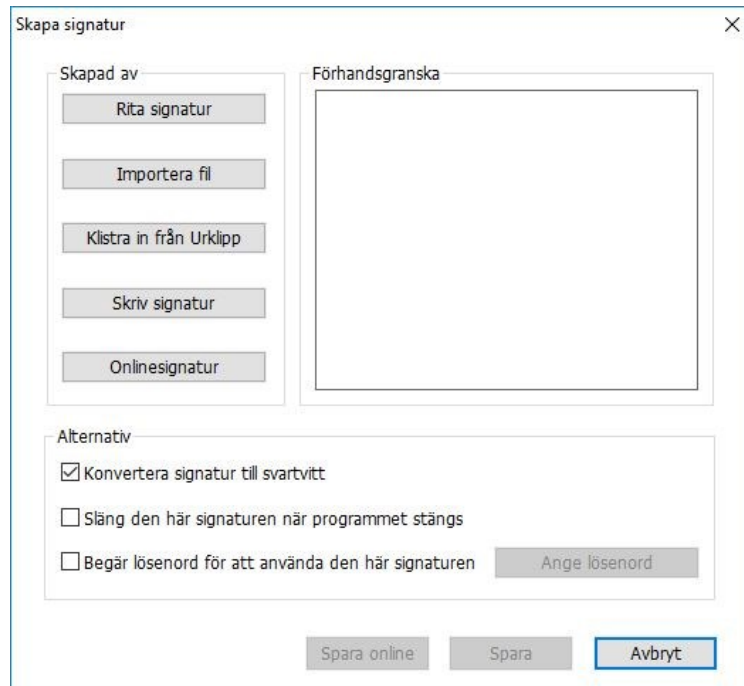 Skapa signatur
Skapad av
Rita signatur
Importera fil
Klistra in från Urklipp
Skriv signatur
Onlinesignatur
Förhandsgranska
Alternativ
Konvertera signatur till svartvitt
Släng den här signaturen när programmet stängs
Begär lösenord för att använda den här signaturen
Ange lösenord
Spara online
Spara
Avbryt